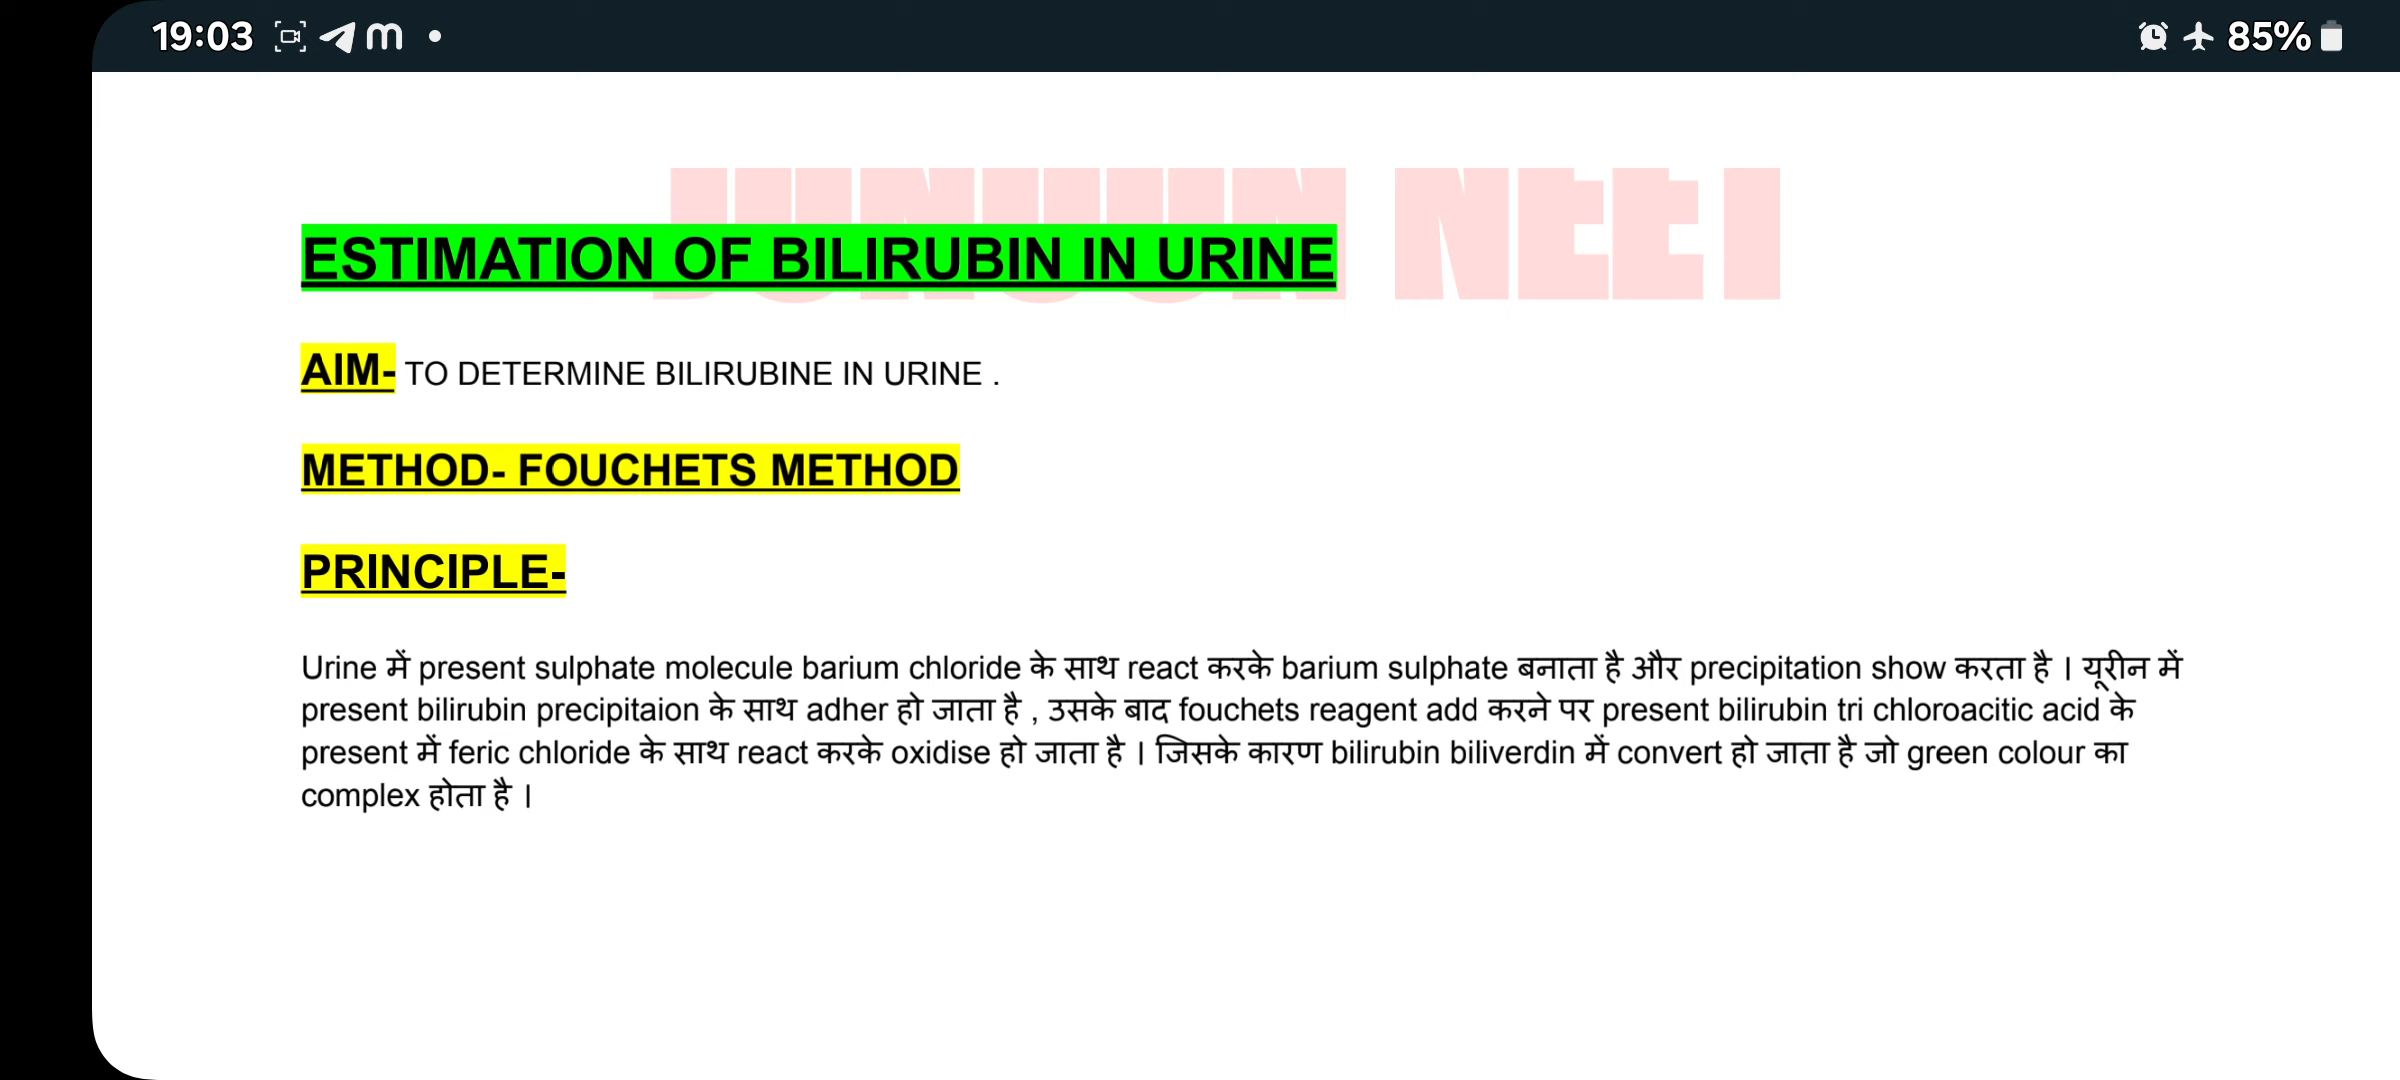 19:03
85%
JUNOON NEET
ESTIMATION OF BILIRUBIN IN URINE
AIM- TO DETERMINE BILIRUBINE IN URINE .
METHOD- FOUCHETS METHOD
PRINCIPLE-
Urine में present sulphate molecule barium chloride के साथ react करके barium sulphate बनाता है और precipitation show करता है । यूरीन में
present bilirubin precipitaion के साथ adher हो जाता है , उसके बाद fouchets reagent add करने पर present bilirubin tri chloroacitic acid के
present में feric chloride के साथ react करके oxidise हो जाता है । जिसके कारण bilirubin biliverdin में convert हो जाता है जो green colour का
complex होता है ।